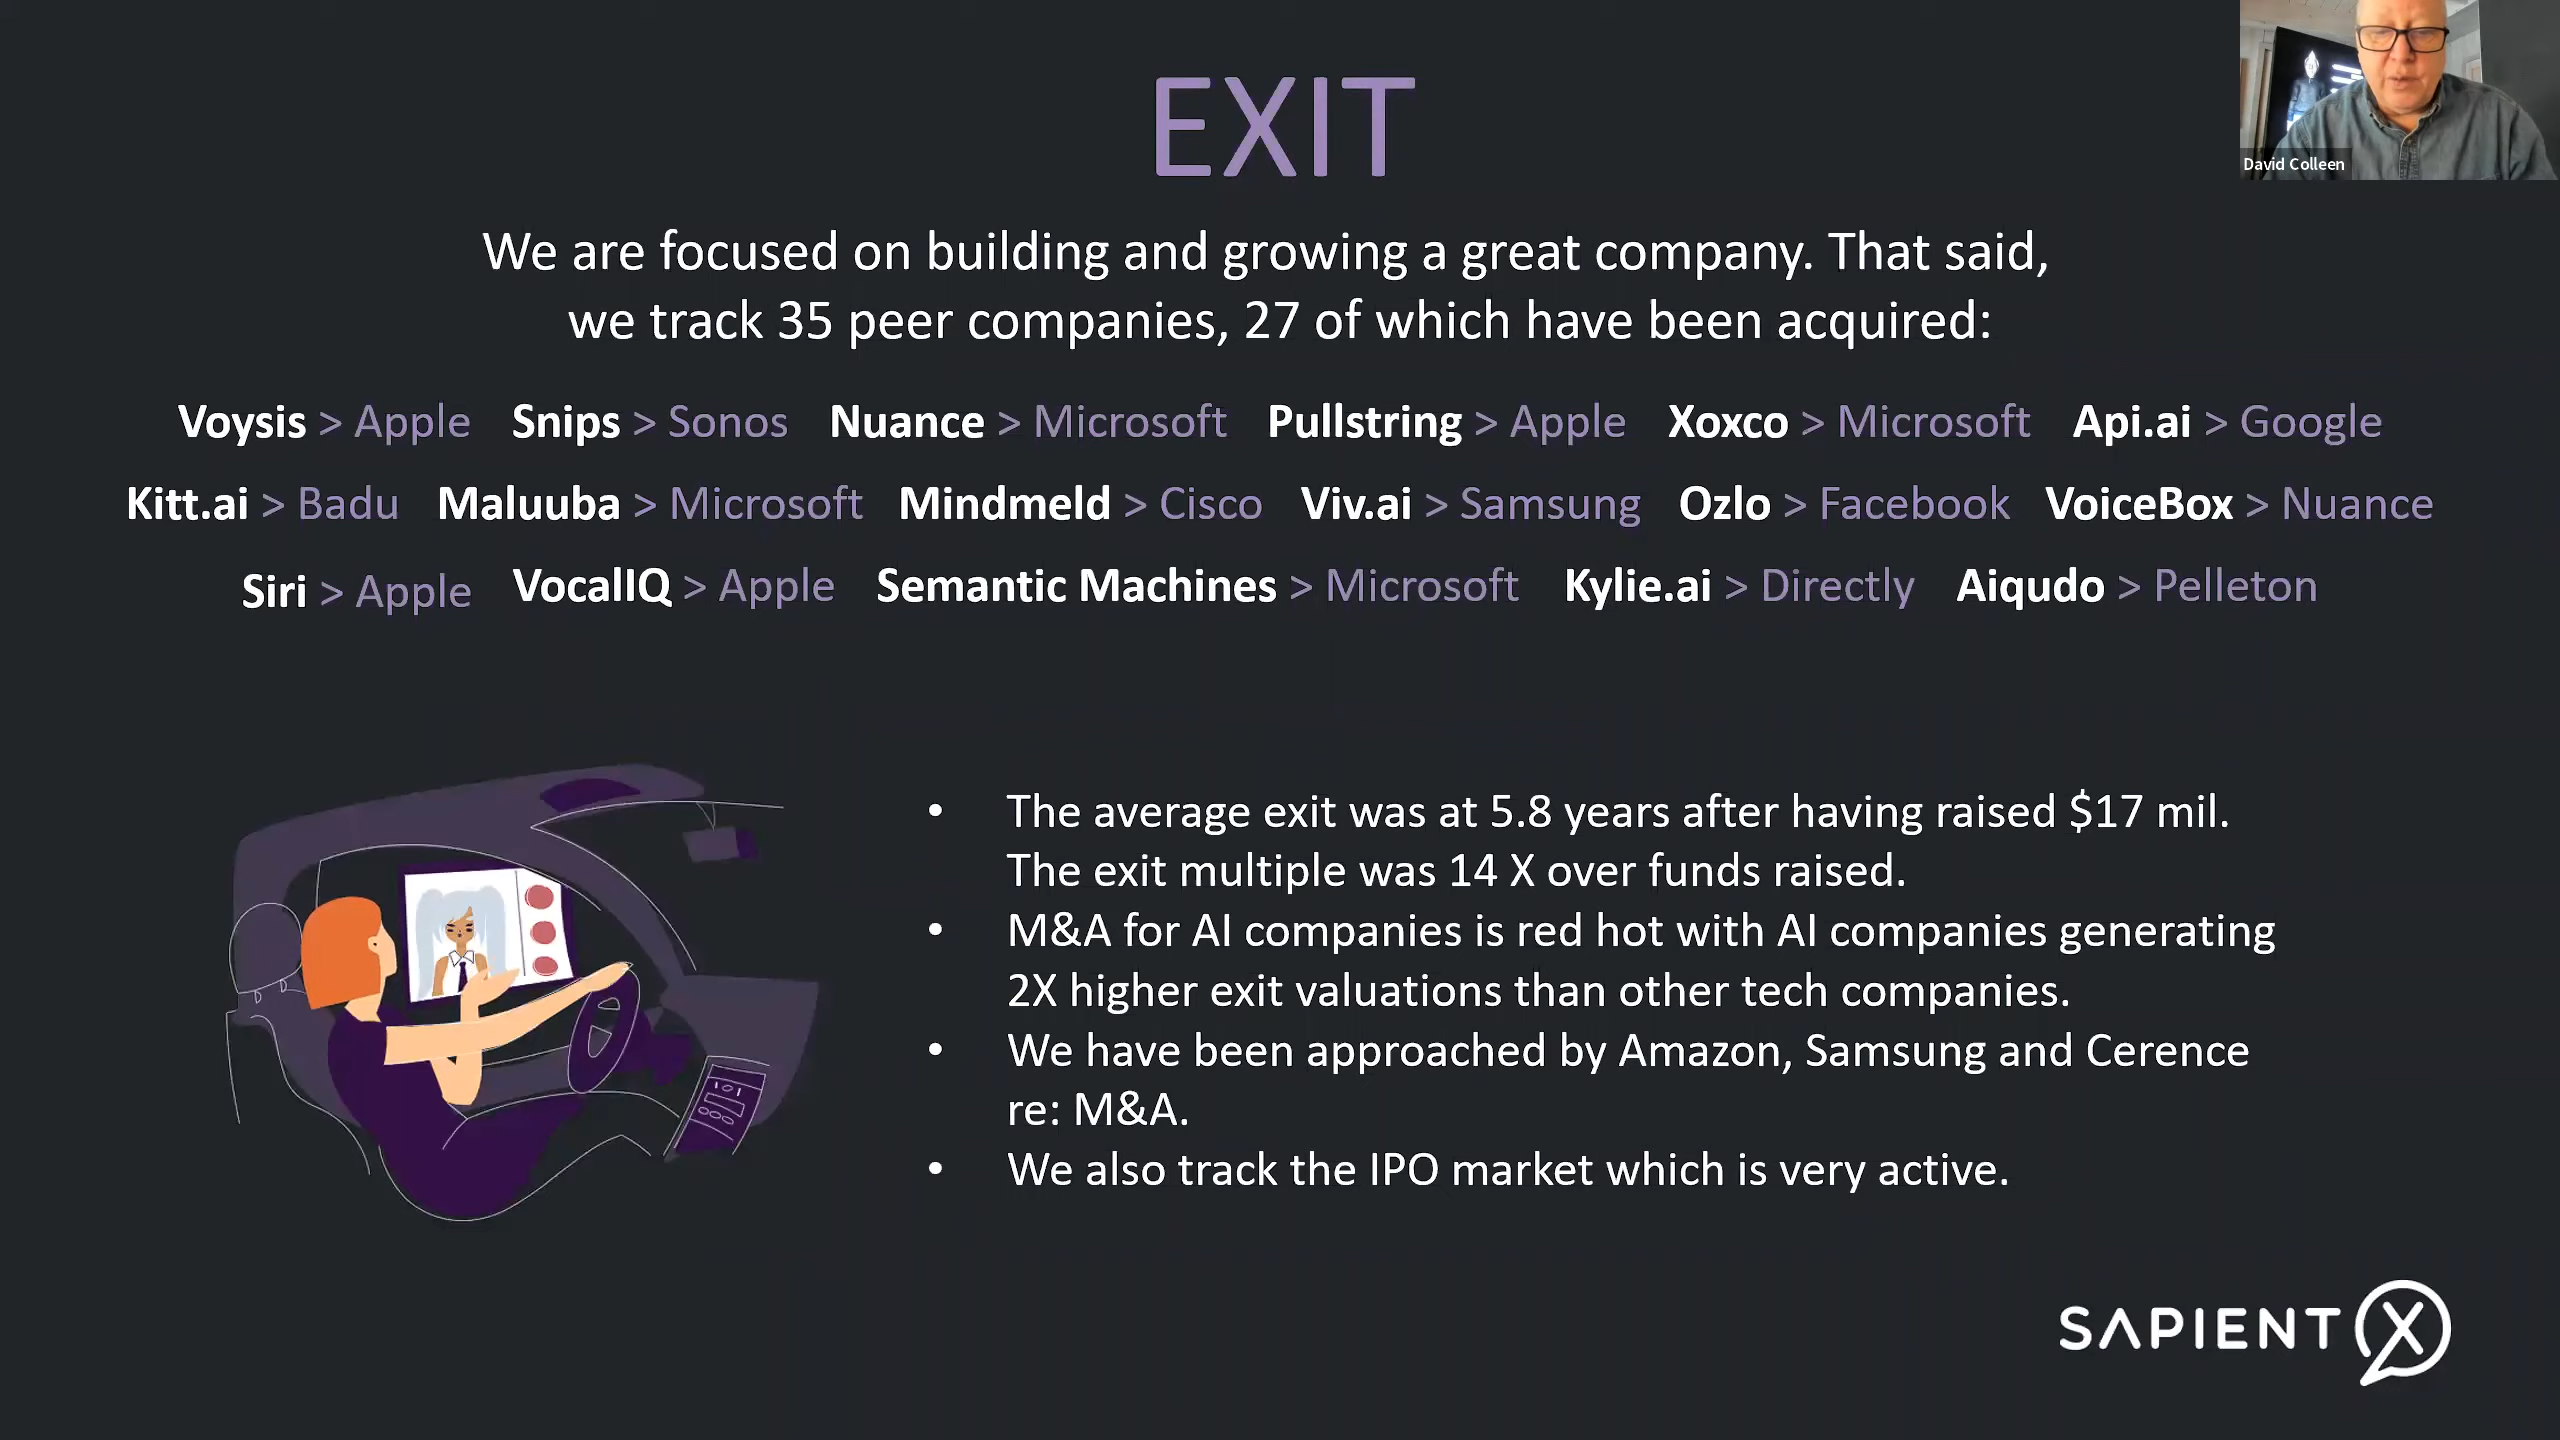 EXIT
David Colleen
We are focused on building and growing a great company. That said,
we track 35 peer companies, 27 of which have been acquired:
Voysis > Apple Snips > Sonos Nuance > Microsoft Pullstring > Apple Xoxco > Microsoft Api.ai > Google
Kitt.ai > Badu Maluuba > Microsoft Mindmeld > Cisco Viv.ai > Samsung Ozlo > Facebook VoiceBox > Nuance
Siri > Apple VocalIQ > Apple Semantic Machines > Microsoft Kylie.ai > Directly Aiqudo > Pelleton
• The average exit was at 5.8 years after having raised $17 mil.
The exit multiple was 14 X over funds raised.
• M&A for AI companies is red hot with AI companies generating
2X higher exit valuations than other tech companies.
• We have been approached by Amazon, Samsung and Cerence
re: M&A.
• We also track the IPO market which is very active.
SAPIENT X